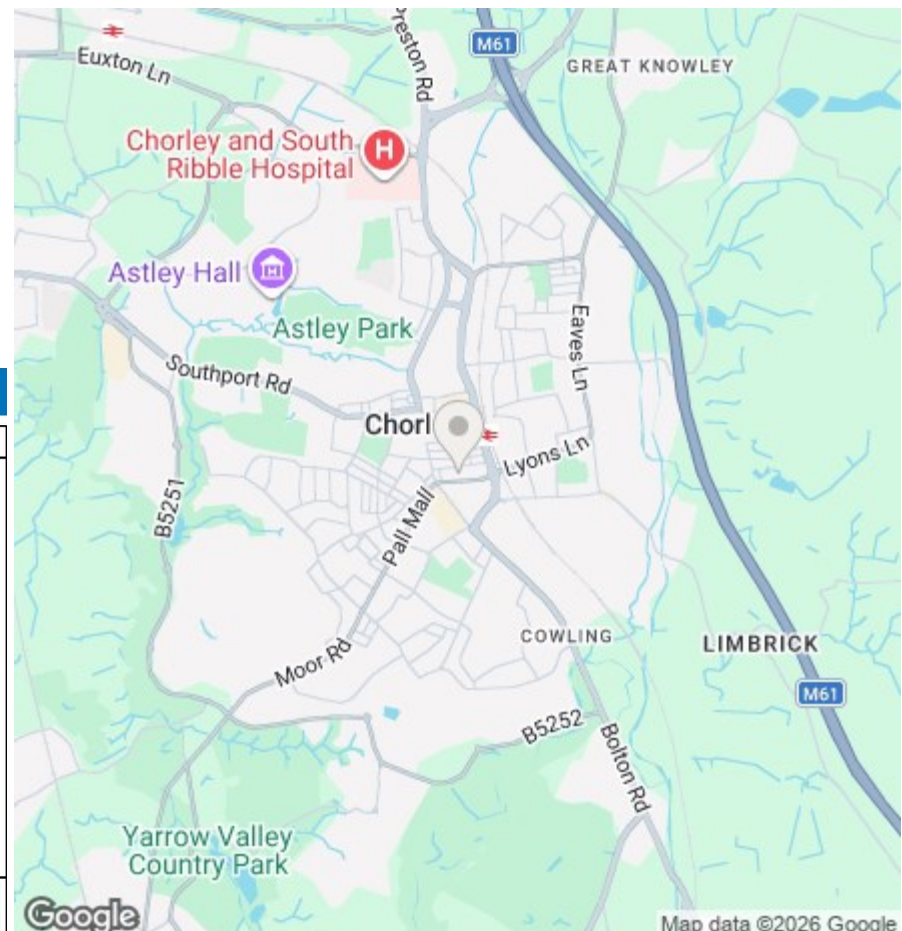 Preston Rd
M61
GREAT KNOWLEY
Euxton Ln
Chorley and South
Ribble Hospital
H
Astley Hall
Astley Park
Eaves Ln
Southport Rd
Chorl
Lyons Ln
B5251
Pall Mall
COWLING
LIMBRICK
Moor Rd
M61
B5252
Bolton Rd
Yarrow Valley
Country Park
Google
Map data ©2026 Google